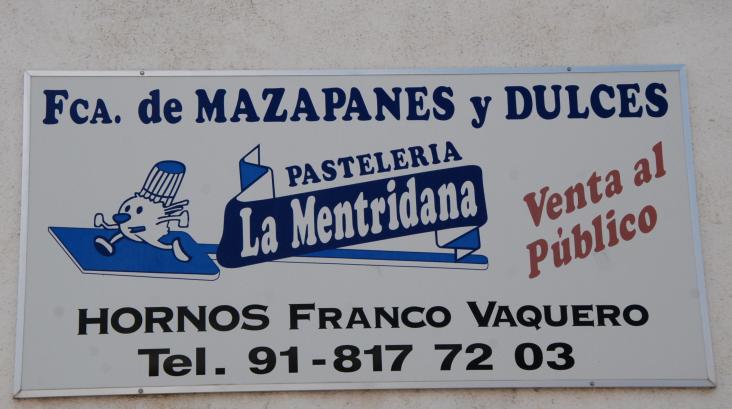 FCA. de MAZAPANES y DULCES
PASTELERIA
La Mentridana
Venta al
Público
HORNOS FRANCO VAQUERO
Tel. 91-817 72 03